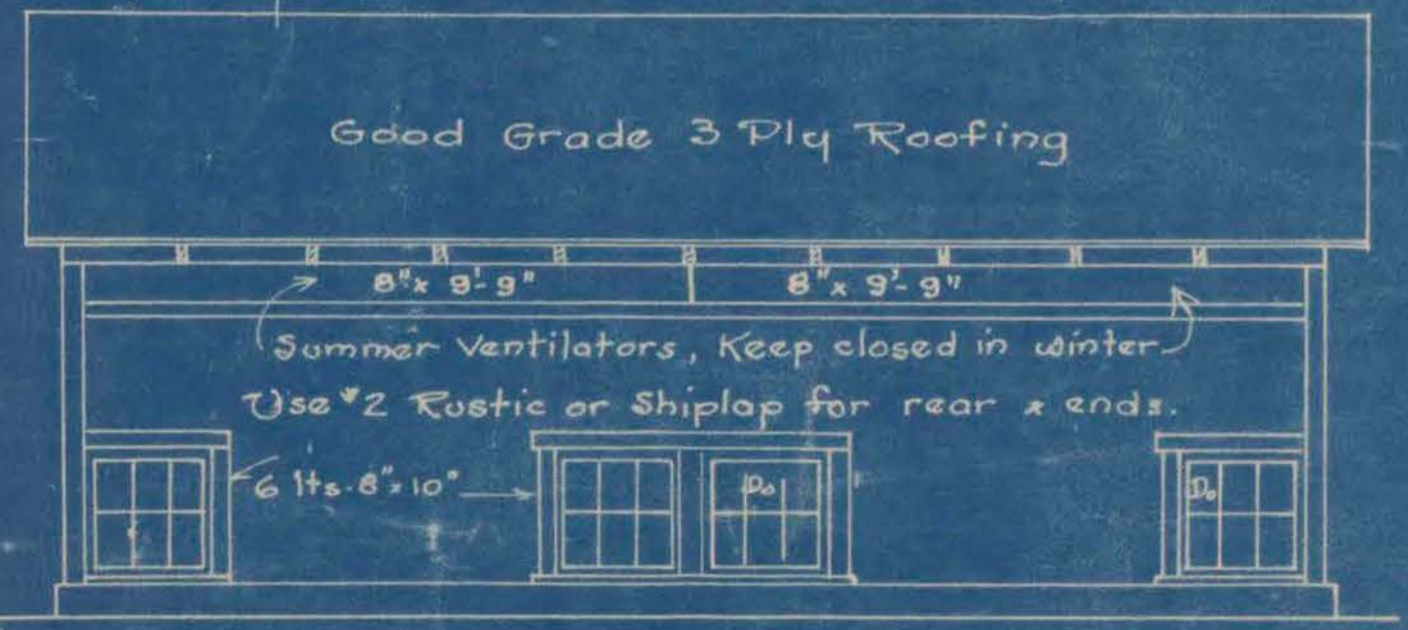 Good Grade 3 Ply Roofing
8" x 9'- 9" 8" x 9'- 9"
Summer Ventilators, Keep closed in winter
Use #2 Rustic or Shiplap for rear & ends.
6 lts. 8" x 10"
Do
Do